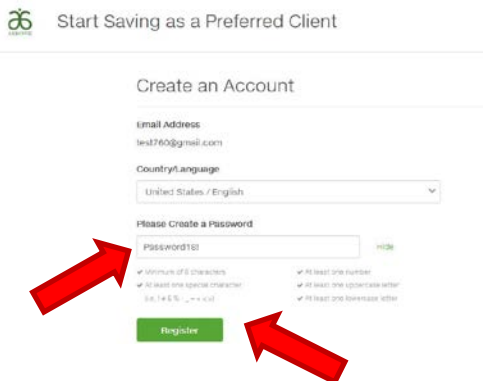 Start Saving as a Preferred Client
Create an Account
Email Address
test760@gmail.com
Country/Language
United States / English
Please Create a Password
Hide
Minimum of 8 characters
At least one number
At least one special character
At least one uppercase letter
At least one lowercase letter
Register